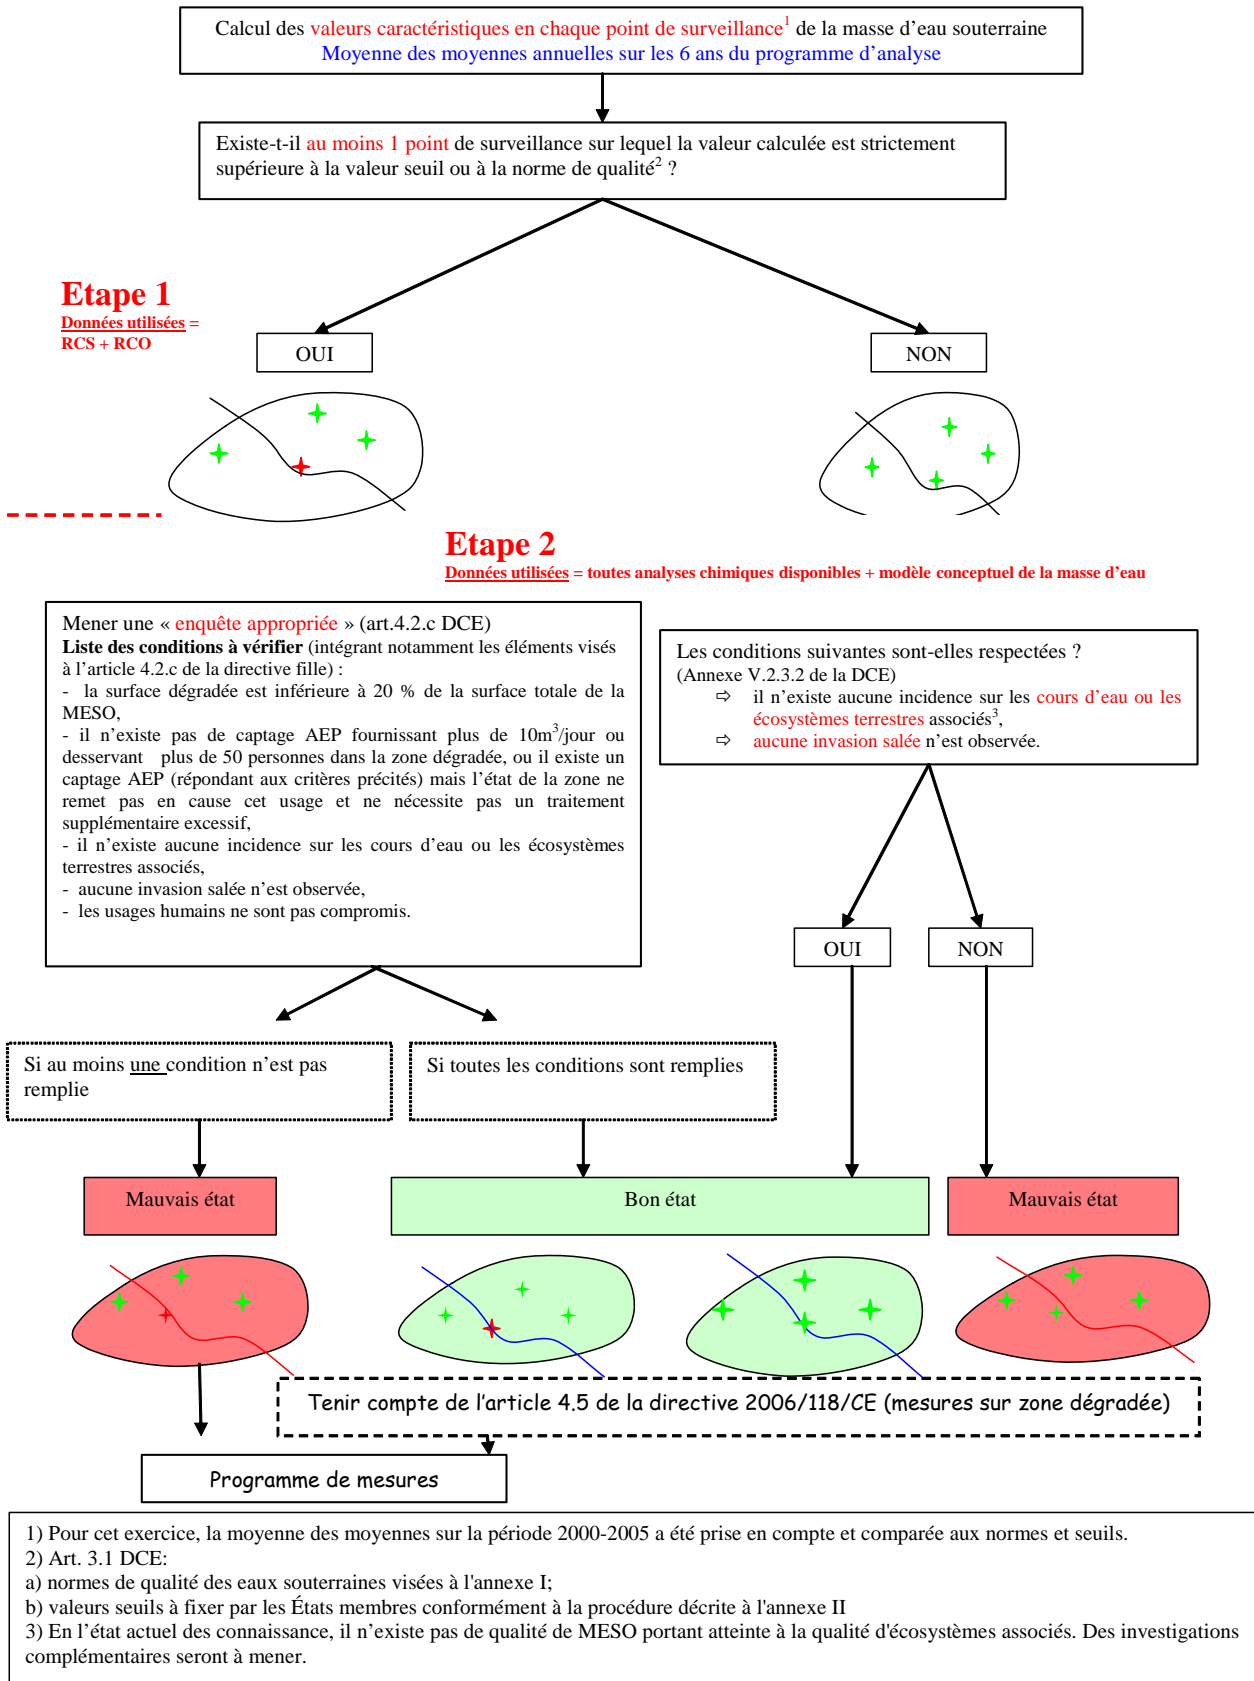 Calcul des valeurs caractéristiques en chaque point de surveillance¹ de la masse d'eau souterraine
Moyenne des moyennes annuelles sur les 6 ans du programme d'analyse
Existe-t-il au moins 1 point de surveillance sur lequel la valeur calculée est strictement
supérieure à la valeur seuil ou à la norme de qualité² ?
Etape 1
Données utilisées =
RCS + RCO
OUI
NON
Etape 2
Données utilisées = toutes analyses chimiques disponibles + modèle conceptuel de la masse d'eau
Mener une « enquête appropriée » (art.4.2.c DCE)
Liste des conditions à vérifier (intégrant notamment les éléments visés
à l'article 4.2.c de la directive fille) :
- la surface dégradée est inférieure à 20 % de la surface totale de la
MESO,
- il n'existe pas de captage AEP fournissant plus de 10m³/jour ou
desservant plus de 50 personnes dans la zone dégradée, ou il existe un
captage AEP (répondant aux critères précités) mais l'état de la zone ne
remet pas en cause cet usage et ne nécessite pas un traitement
supplémentaire excessif,
- il n'existe aucune incidence sur les cours d'eau ou les écosystèmes
terrestres associés,
- aucune invasion salée n'est observée,
- les usages humains ne sont pas compromis.
Les conditions suivantes sont-elles respectées ?
(Annexe V.2.3.2 de la DCE)
⇨ il n'existe aucune incidence sur les cours d'eau ou les
écosystèmes terrestres associés³,
⇨ aucune invasion salée n'est observée.
OUI
NON
Si au moins une condition n'est pas
remplie
Si toutes les conditions sont remplies
Mauvais état
Bon état
Mauvais état
Tenir compte de l'article 4.5 de la directive 2006/118/CE (mesures sur zone dégradée)
Programme de mesures
1) Pour cet exercice, la moyenne des moyennes sur la période 2000-2005 a été prise en compte et comparée aux normes et seuils.
2) Art. 3.1 DCE:
a) normes de qualité des eaux souterraines visées à l'annexe I;
b) valeurs seuils à fixer par les États membres conformément à la procédure décrite à l'annexe II
3) En l'état actuel des connaissance, il n'existe pas de qualité de MESO portant atteinte à la qualité d'écosystèmes associés. Des investigations
complémentaires seront à mener.